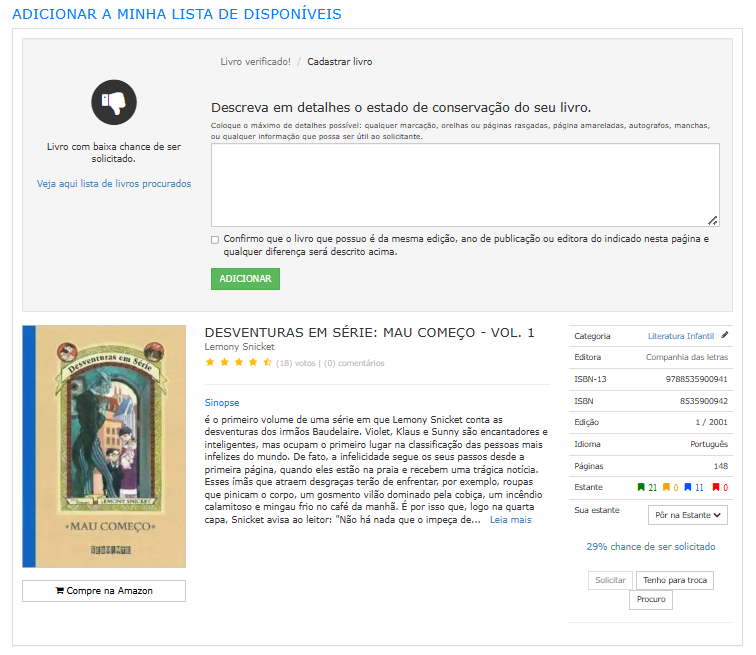 ADICIONAR A MINHA LISTA DE DISPONÍVEIS
Livro verificado! / Cadastrar livro
Livro com baixa chance de ser
solicitado.
Veja aqui lista de livros procurados
Descreva em detalhes o estado de conservação do seu livro.
Coloque o máximo de detalhes possível: qualquer marcação, orelhas ou páginas rasgadas, página amareladas, autografos, manchas,
ou qualquer informação que possa ser útil ao solicitante.
Confirmo que o livro que possuo é da mesma edição, ano de publicação ou editora do indicado nesta página e
qualquer diferença será descrito acima.
ADICIONAR
Desventuras em Série
LEMONY SNICKET
MAU COMEÇO
SEGUINTE
Compre na Amazon
DESVENTURAS EM SÉRIE: MAU COMEÇO - VOL. 1
Lemony Snicket
(18) votos | (0) comentários
Sinopse
é o primeiro volume de uma série em que Lemony Snicket conta as
desventuras dos irmãos Baudelaire. Violet, Klaus e Sunny são encantadores e
inteligentes, mas ocupam o primeiro lugar na classificação das pessoas mais
infelizes do mundo. De fato, a infelicidade segue os seus passos desde a
primeira página, quando eles estão na praia e recebem uma trágica notícia.
Esses ímãs que atraem desgraças terão de enfrentar, por exemplo, roupas
que pinicam o corpo, um gosmento vilão dominado pela cobiça, um incêndio
calamitoso e mingau frio no café da manhã. É por isso que, logo na quarta
capa, Snicket avisa ao leitor: "Não há nada que o impeça de... Leia mais
Categoria Literatura Infantil
Editora Companhia das letras
ISBN-13 9788535900941
ISBN 8535900942
Edição 1 / 2001
Idioma Português
Páginas 148
Estante 21 0 11 0
Sua estante Pôr na Estante
29% chance de ser solicitado
Solicitar Tenho para troca
Procuro